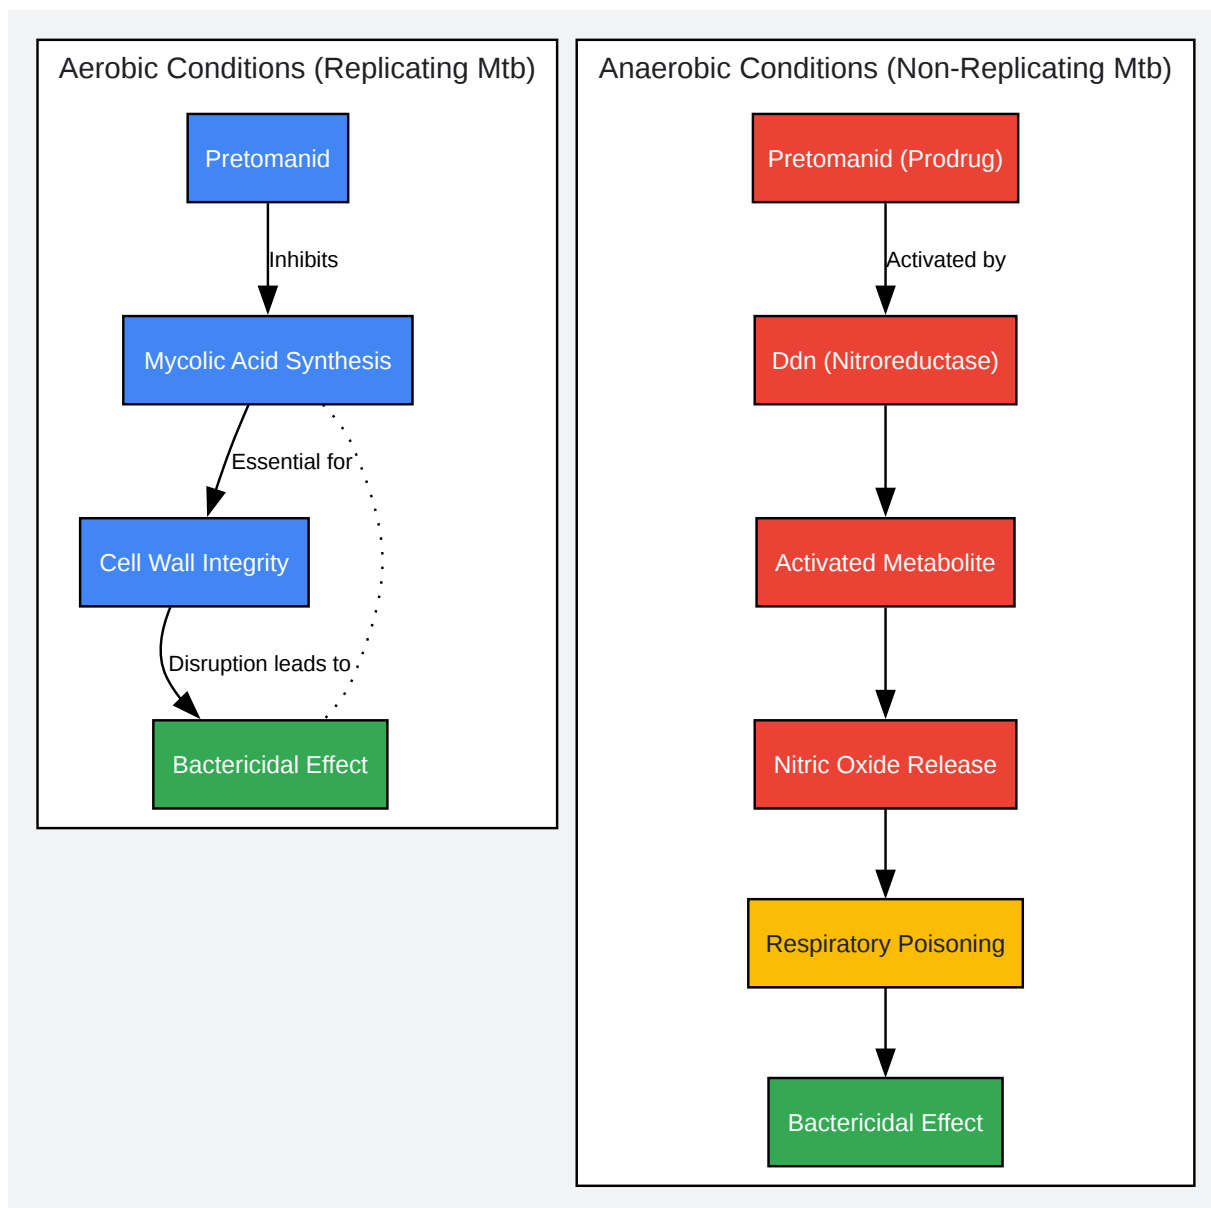 Aerobic Conditions (Replicating Mtb)
Pretomanid
Inhibits
Mycolic Acid Synthesis
Essential for
Cell Wall Integrity
Disruption leads to
Bactericidal Effect
Anaerobic Conditions (Non-Replicating Mtb)
Pretomanid (Prodrug)
Activated by
Ddn (Nitroreductase)
Activated Metabolite
Nitric Oxide Release
Respiratory Poisoning
Bactericidal Effect